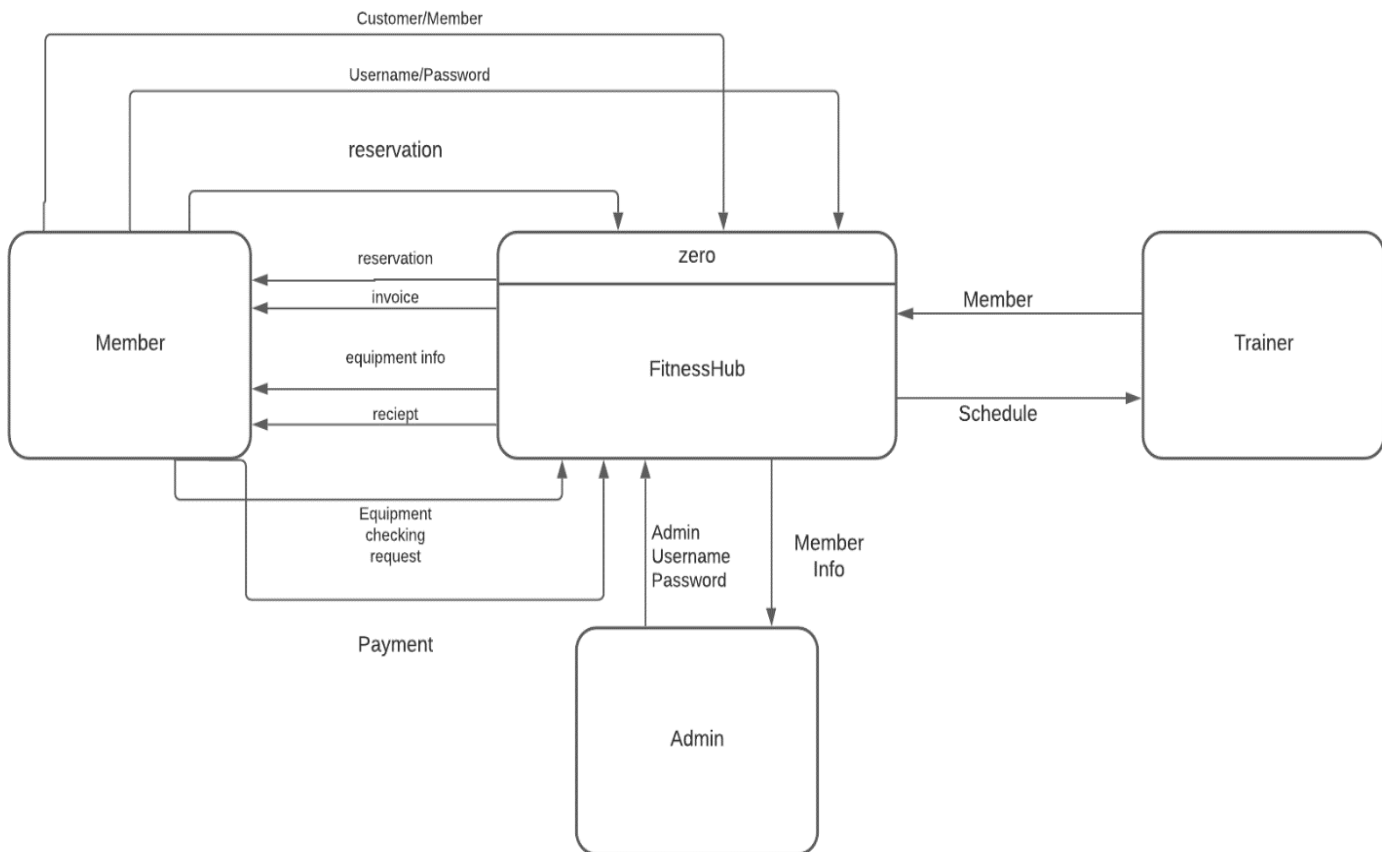 Customer/Member
Username/Password
reservation
reservation
invoice
equipment info
reciept
Member
zero
FitnessHub
Member
Schedule
Trainer
Equipment
checking
request
Payment
Admin
Username
Password
Member
Info
Admin